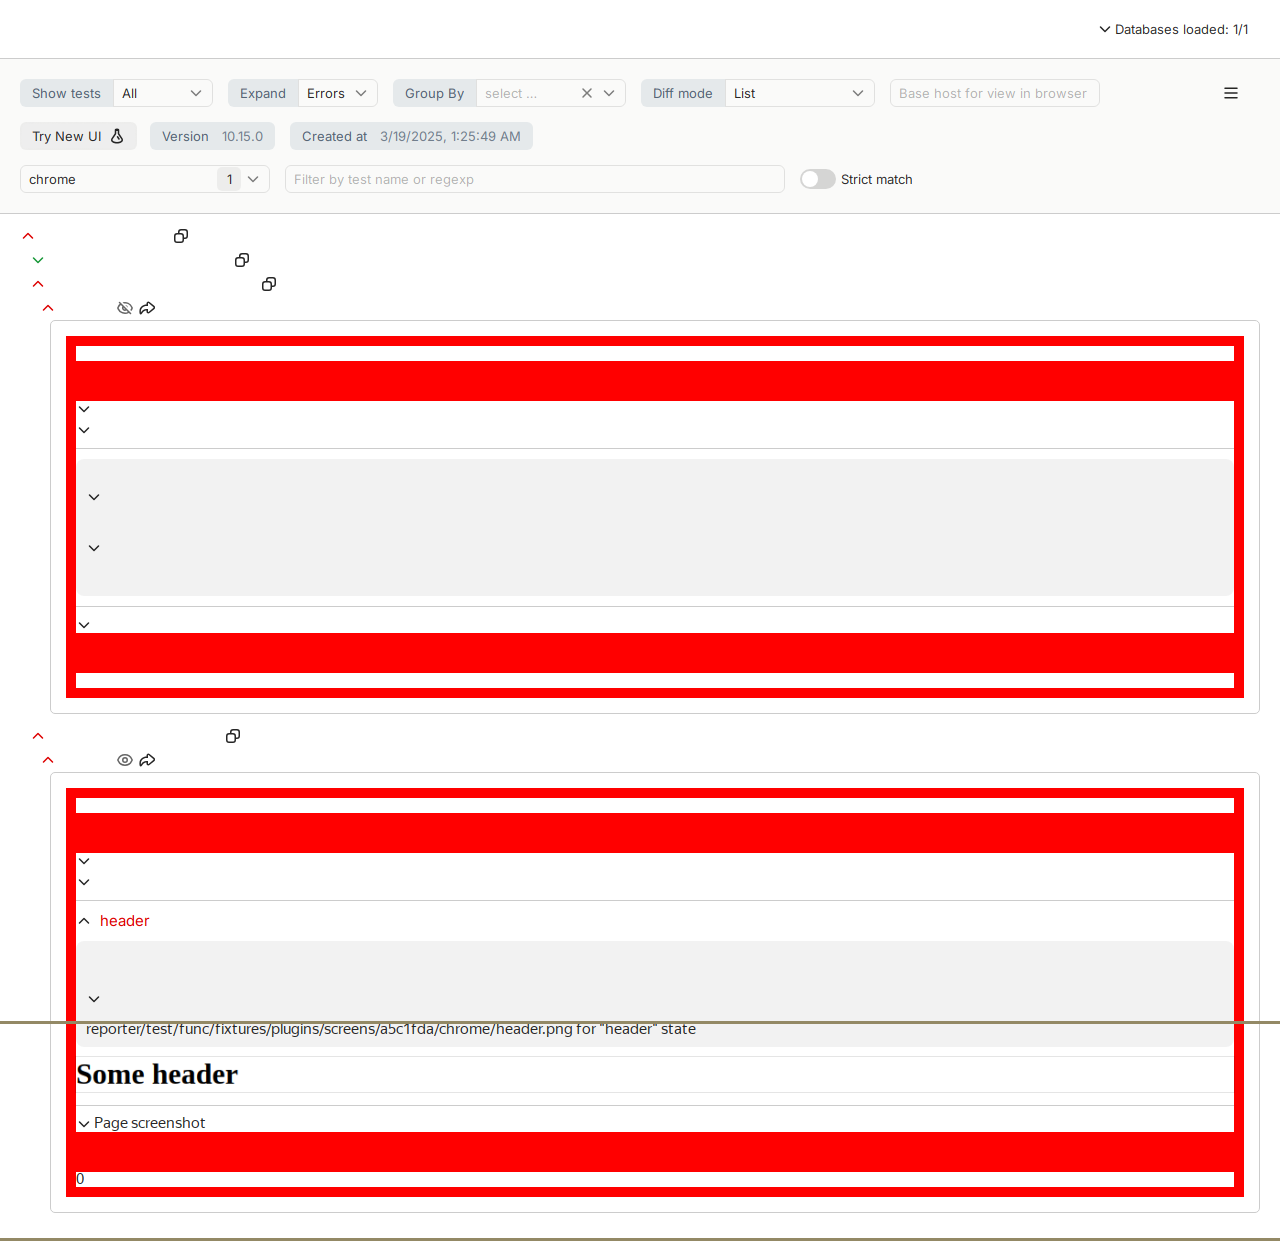 Databases loaded: 1/1
Show tests All Expand Errors Group By select ... Diff mode List Base host for view in browser
Try New UI Version 10.15.0 Created at 3/19/2025, 1:25:49 AM
chrome 1 Filter by test name or regexp Strict match
header
reporter/test/func/fixtures/plugins/screens/a5c1fda/chrome/header.png for "header" state
Some header
Page screenshot
0